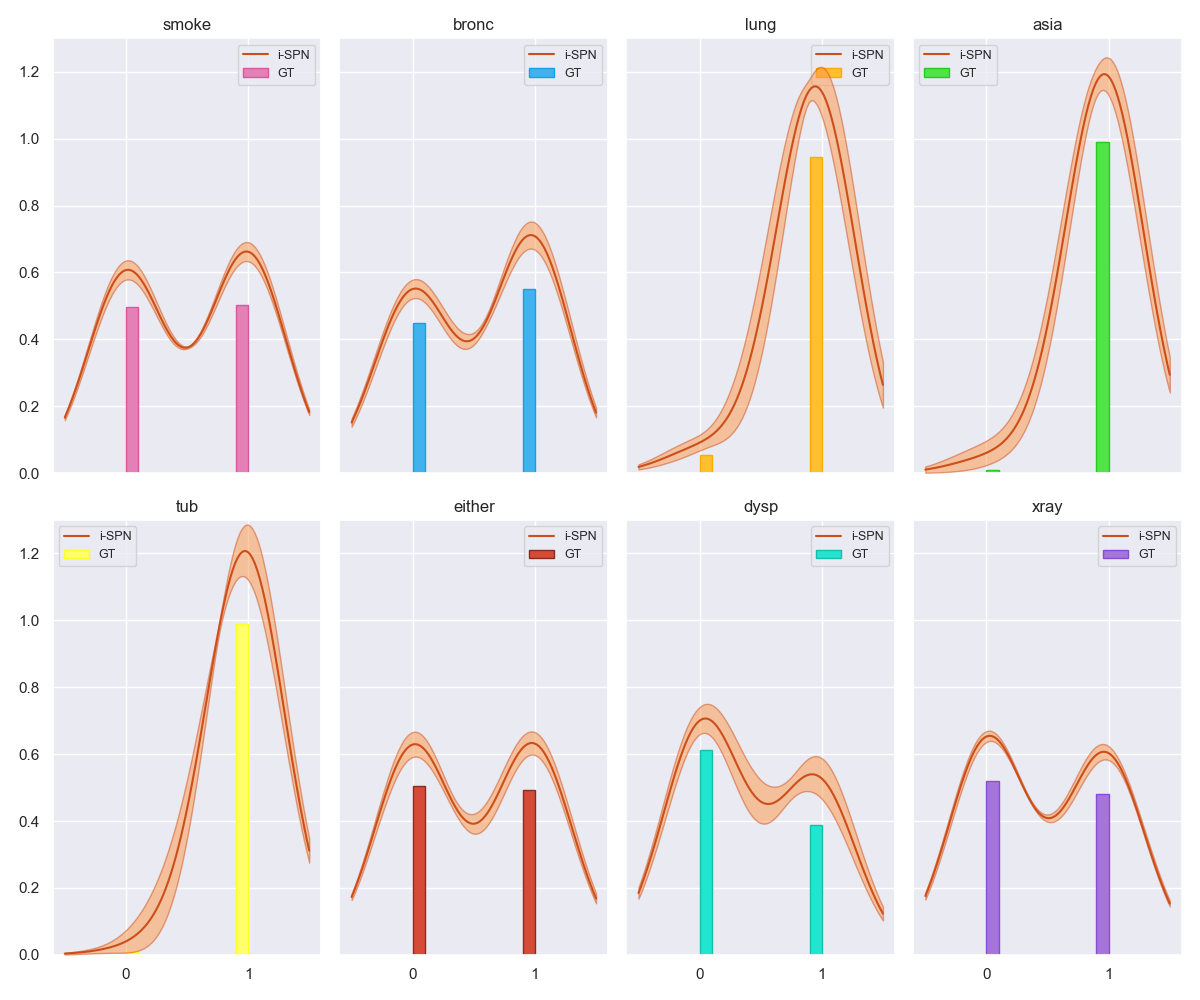 smoke
bronc
lung
asia
i-SPN
GT
i-SPN
GT
i-SPN
GT
i-SPN
GT
1.2
1.0
0.8
0.6
0.4
0.2
0.0
tub
either
dysp
xray
i-SPN
GT
i-SPN
GT
i-SPN
GT
i-SPN
GT
1.2
1.0
0.8
0.6
0.4
0.2
0.0
0 1
0 1
0 1
0 1